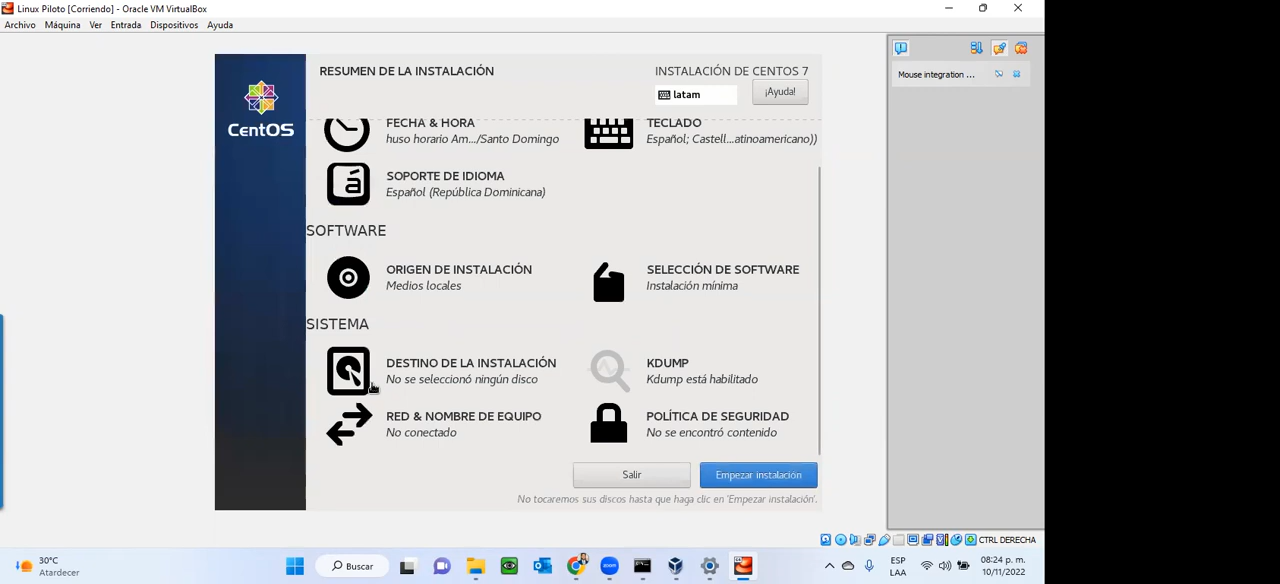 Linux Piloto [Corriendo] - Oracle VM VirtualBox
Archivo Máquina Ver Entrada Dispositivos Ayuda
Mouse integration ...
RESUMEN DE LA INSTALACIÓN
INSTALACIÓN DE CENTOS 7
latam
¡Ayuda!
CentOS
FECHA & HORA
huso horario Am.../Santo Domingo
TECLADO
Español; Castell...atinoamericano))
á
SOPORTE DE IDIOMA
Español (República Dominicana)
SOFTWARE
ORIGEN DE INSTALACIÓN
Medios locales
SELECCIÓN DE SOFTWARE
Instalación mínima
SISTEMA
DESTINO DE LA INSTALACIÓN
No se seleccionó ningún disco
KDUMP
Kdump está habilitado
RED & NOMBRE DE EQUIPO
No conectado
POLÍTICA DE SEGURIDAD
No se encontró contenido
Salir
Empezar instalación
No tocaremos sus discos hasta que haga clic en 'Empezar instalación'.
CTRL DERECHA
30°C
Atardecer
Buscar
ESP
LAA
08:24 p. m.
10/11/2022